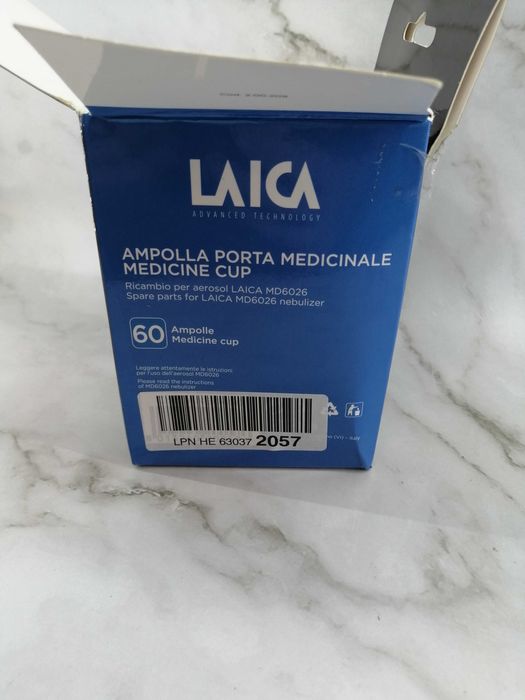 LAICA
ADVANCED TECHNOLOGY
AMPOLLA PORTA MEDICINALE
MEDICINE CUP
Ricambio per aerosol LAICA MD6026
Spare parts for LAICA MD6026 nebulizer
60
Ampolle
Medicine cup
Leggere attentamente le istruzioni
per l'uso dell'aerosol MD6026
Please read the instructions
of MD6026 nebulizer
(VI) - Italy
LPN HE 63037 2057